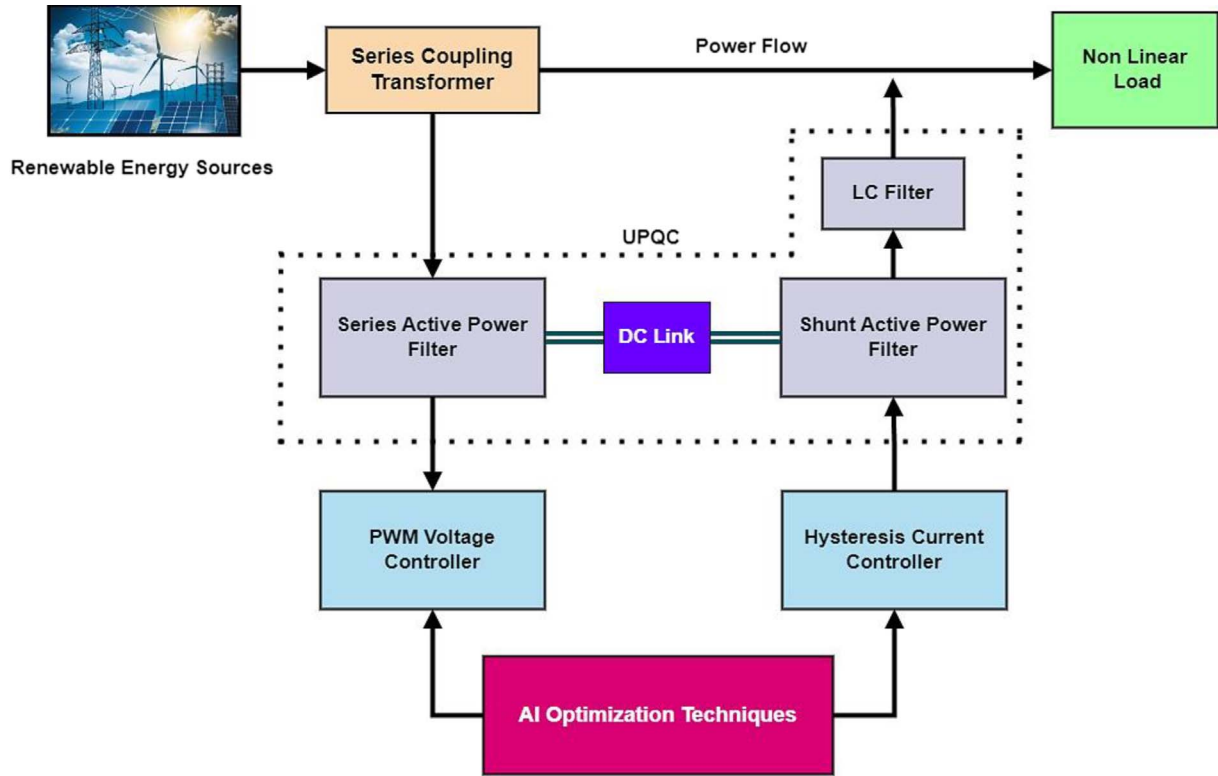 Series Coupling
Transformer
Power Flow
Non Linear
Load
Renewable Energy Sources
LC Filter
UPQC
Series Active Power
Filter
DC Link
Shunt Active Power
Filter
PWM Voltage
Controller
Hysteresis Current
Controller
AI Optimization Techniques